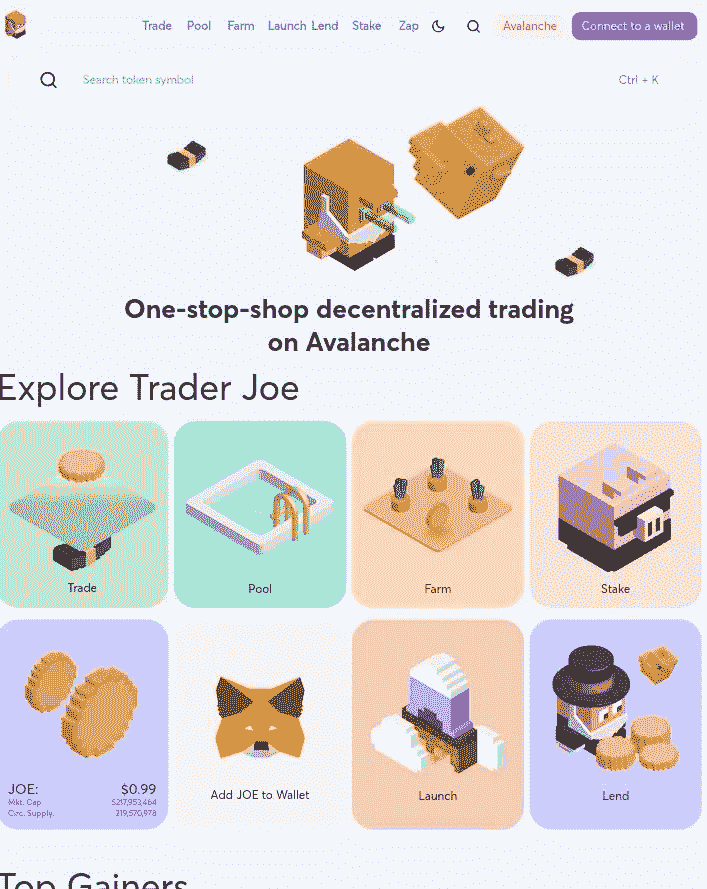 Trade Pool Farm Launch Lend Stake Zap Avalanche Connect to a wallet
Search token symbol Ctrl + K
One-stop-shop decentralized trading
on Avalanche
Explore Trader Joe
Trade Pool Farm Stake
JOE: $0.99
Mkt. Cap $217,953,464
Circ. Supply. 219,570,978
Add JOE to Wallet Launch Lend
Top Gainers